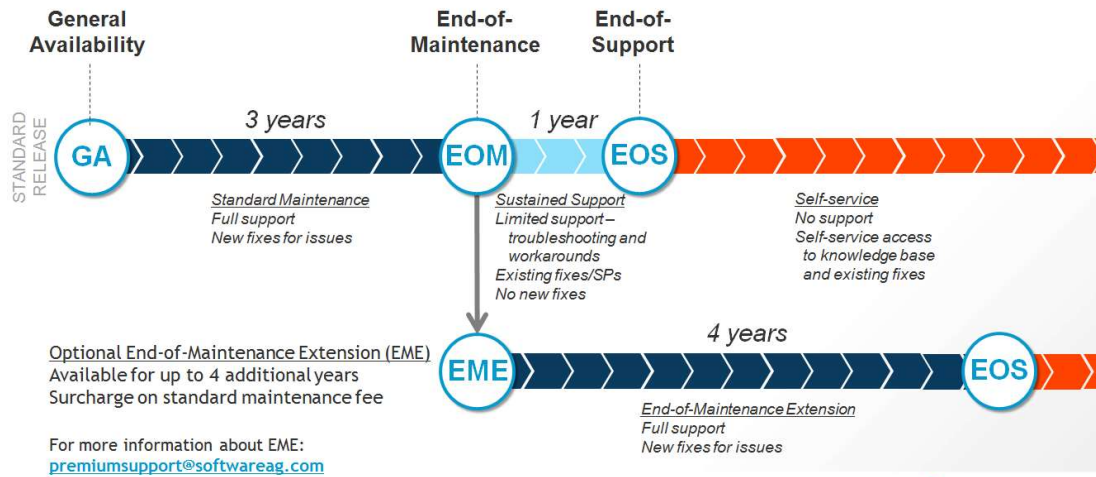 General
Availability
End-of-
Maintenance
End-of-
Support
STANDARD
RELEASE
3 years
1 year
GA
EOM
EOS
Standard Maintenance
Full support
New fixes for issues
Sustained Support
Limited support –
troubleshooting and
workarounds
Existing fixes/SPs
No new fixes
Self-service
No support
Self-service access
to knowledge base
and existing fixes
4 years
Optional End-of-Maintenance Extension (EME)
Available for up to 4 additional years
Surcharge on standard maintenance fee
EME
EOS
End-of-Maintenance Extension
Full support
New fixes for issues
For more information about EME:
premiumsupport@softwareag.com